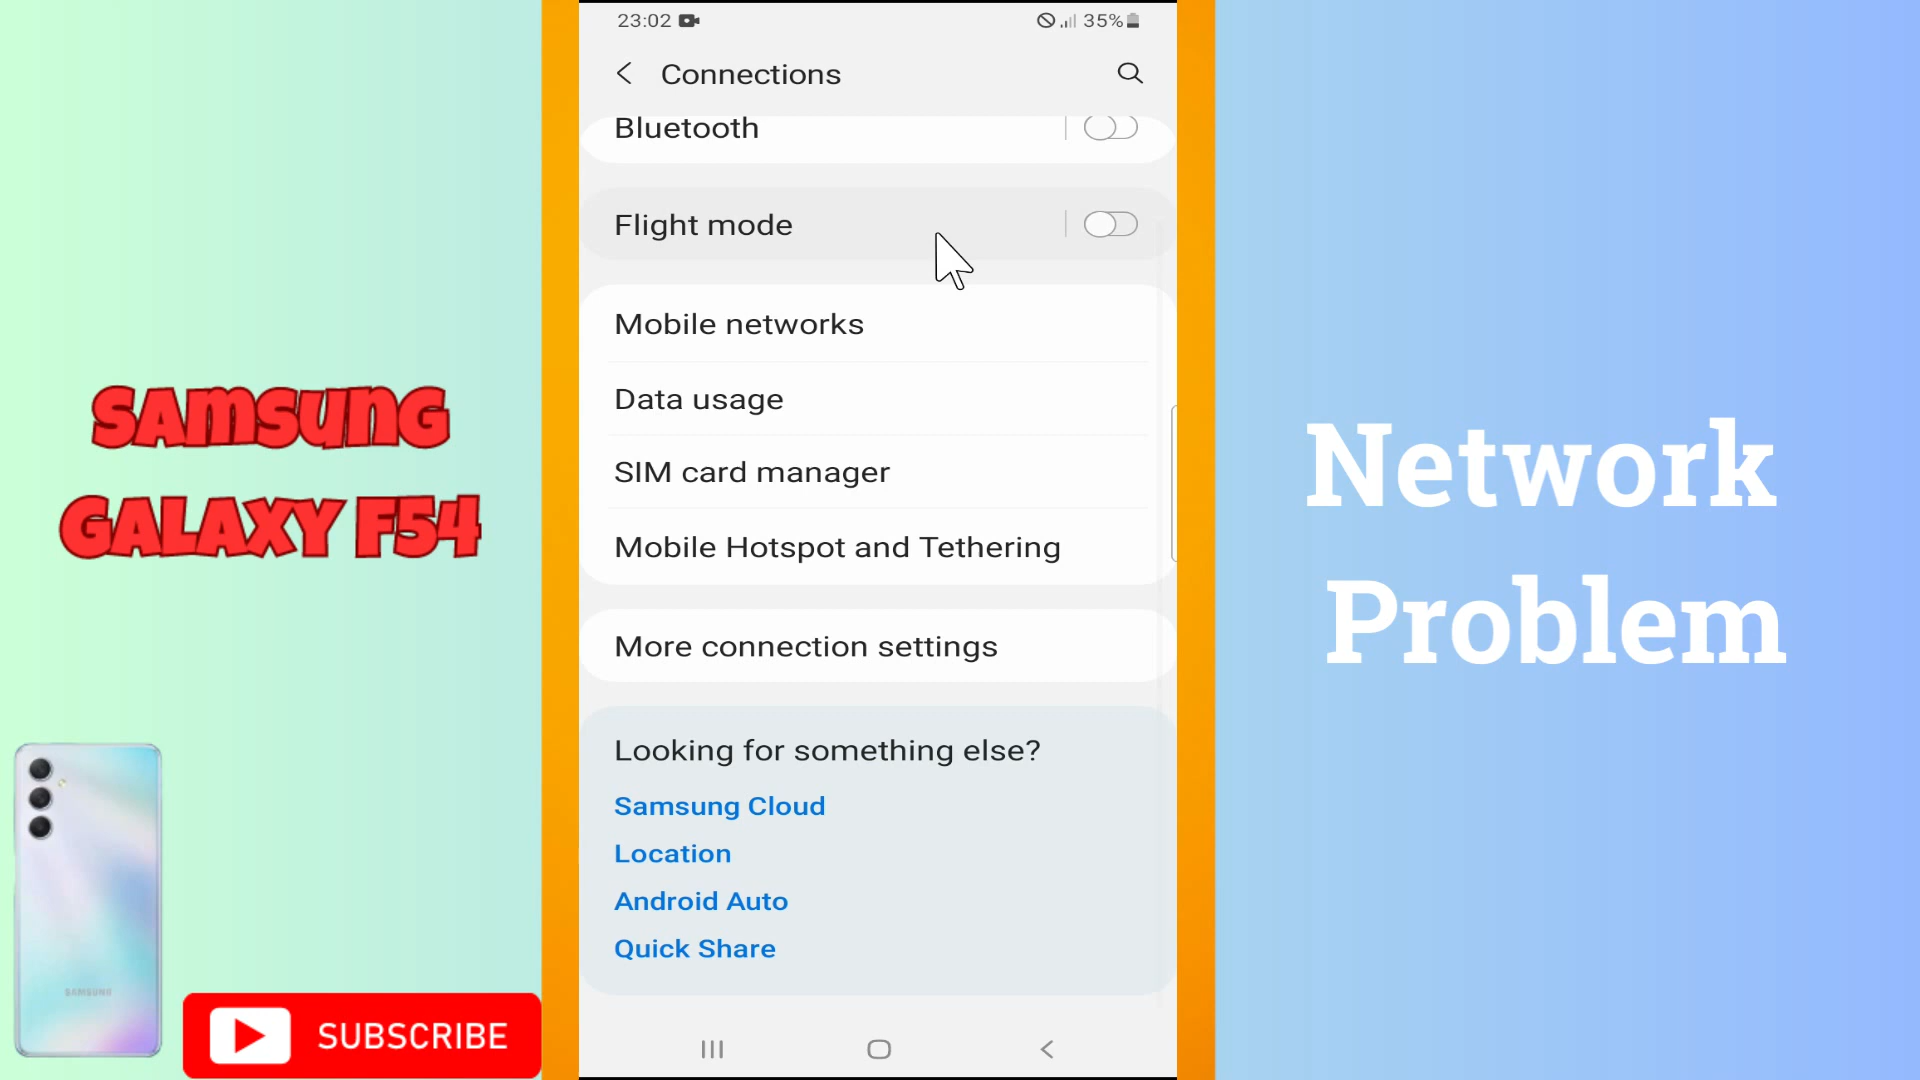 SAMSUNG
GALAXY F54
SAMSUNG
SUBSCRIBE
23:02
35%
Connections
Bluetooth
Flight mode
Mobile networks
Data usage
SIM card manager
Mobile Hotspot and Tethering
More connection settings
Looking for something else?
Samsung Cloud
Location
Android Auto
Quick Share
Network
Problem